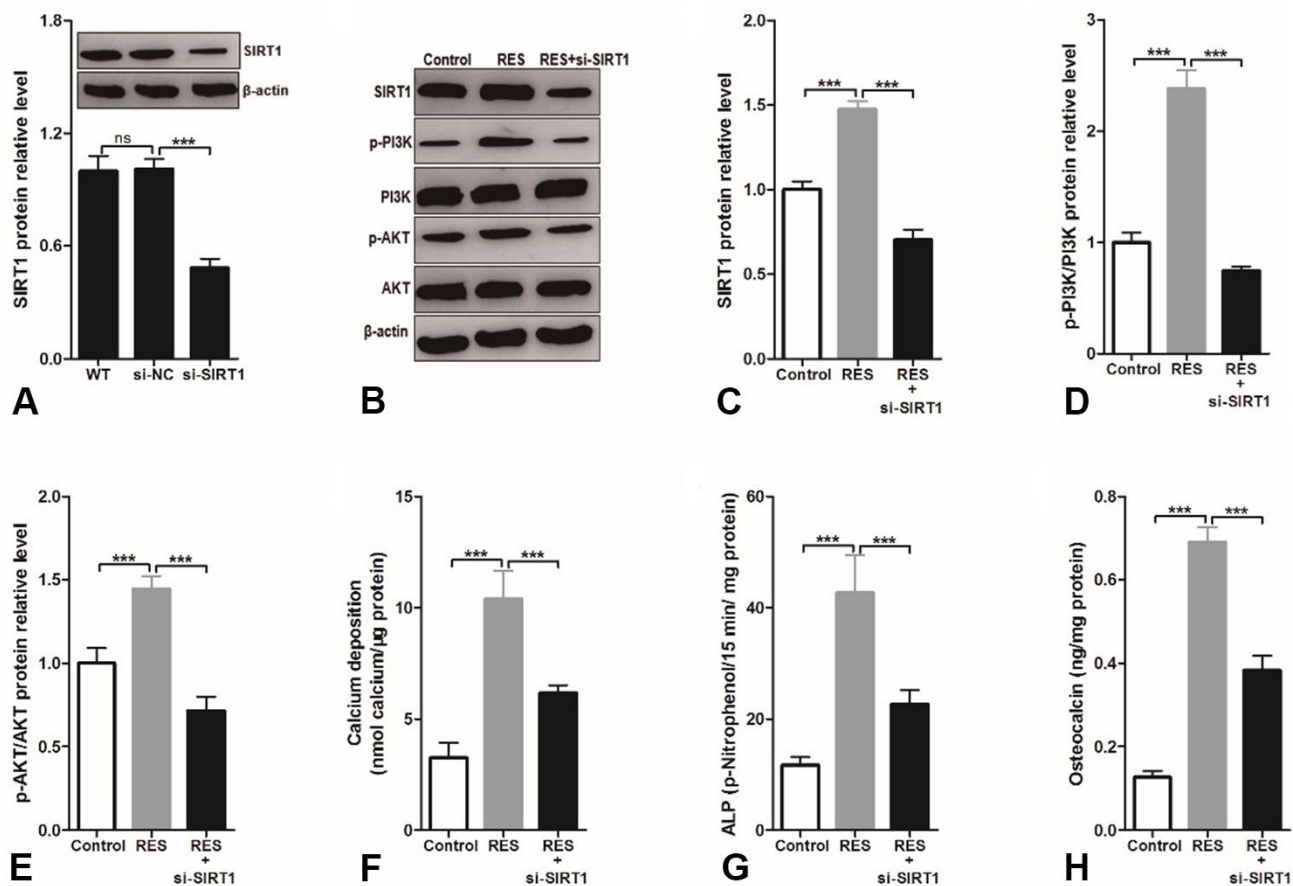 SIRT1 protein relative level
1.8
1.2
0.6
0.0
SIRT1
β-actin
ns
***
WT si-NC si-SIRT1
A
Control RES RES+si-SIRT1
SIRT1
p-PI3K
PI3K
p-AKT
AKT
β-actin
B
SIRT1 protein relative level
2.0
1.5
1.0
0.5
0.0
*** ***
Control RES RES
+
si-SIRT1
C
p-PI3K/PI3K protein relative level
3
2
1
0
*** ***
Control RES RES
+
si-SIRT1
D
p-AKT/AKT protein relative level
2.0
1.5
1.0
0.5
0.0
*** ***
Control RES RES
+
si-SIRT1
E
Calcium deposition
(nmol calcium/μg protein)
15
10
5
0
*** ***
Control RES RES
+
si-SIRT1
F
ALP (p-Nitrophenol/15 min/ mg protein)
60
40
20
0
*** ***
Control RES RES
+
si-SIRT1
G
Osteocalcin (ng/mg protein)
0.8
0.6
0.4
0.2
0.0
*** ***
Control RES RES
+
si-SIRT1
H